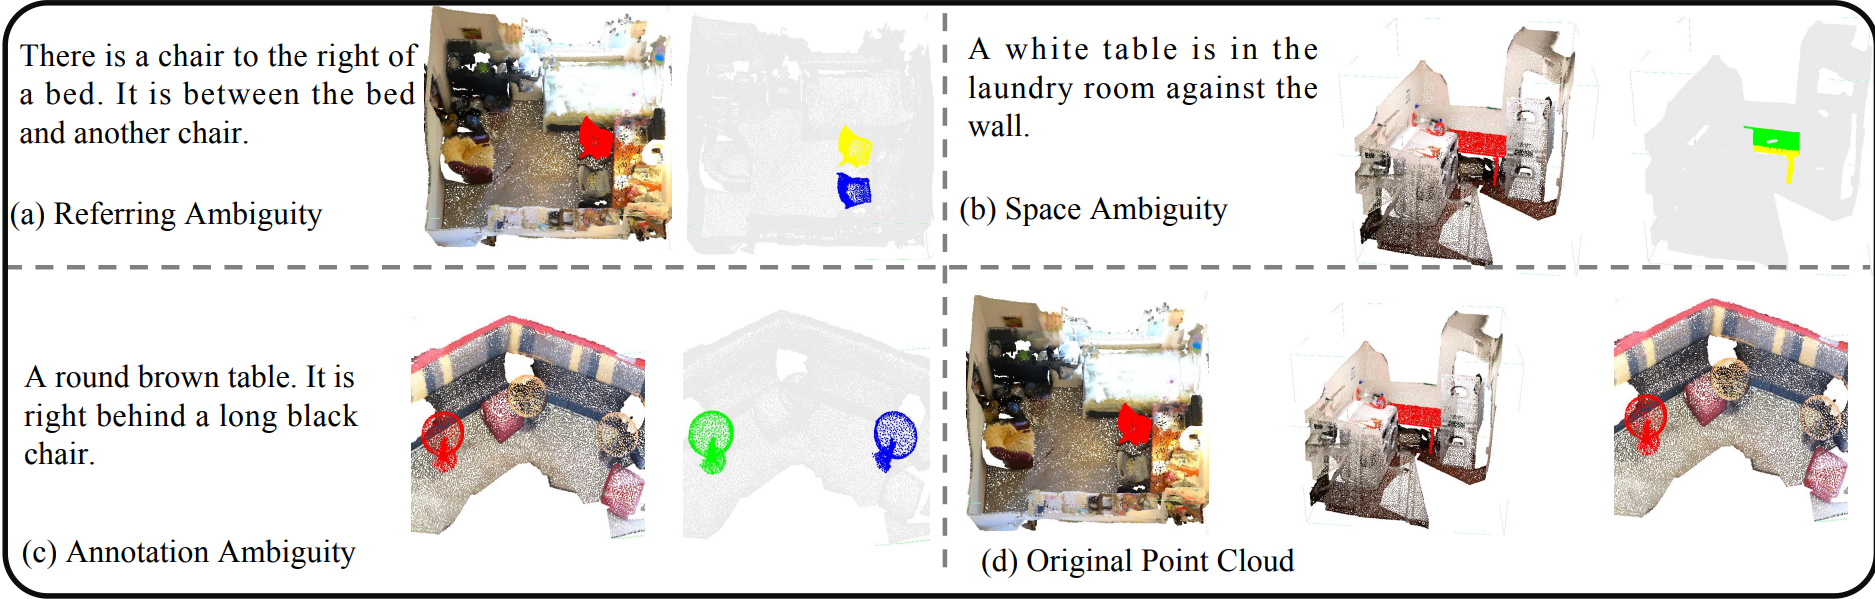 There is a chair to the right of
a bed. It is between the bed
and another chair.
(a) Referring Ambiguity
A white table is in the
laundry room against the
wall.
(b) Space Ambiguity
A round brown table. It is
right behind a long black
chair.
(c) Annotation Ambiguity
(d) Original Point Cloud